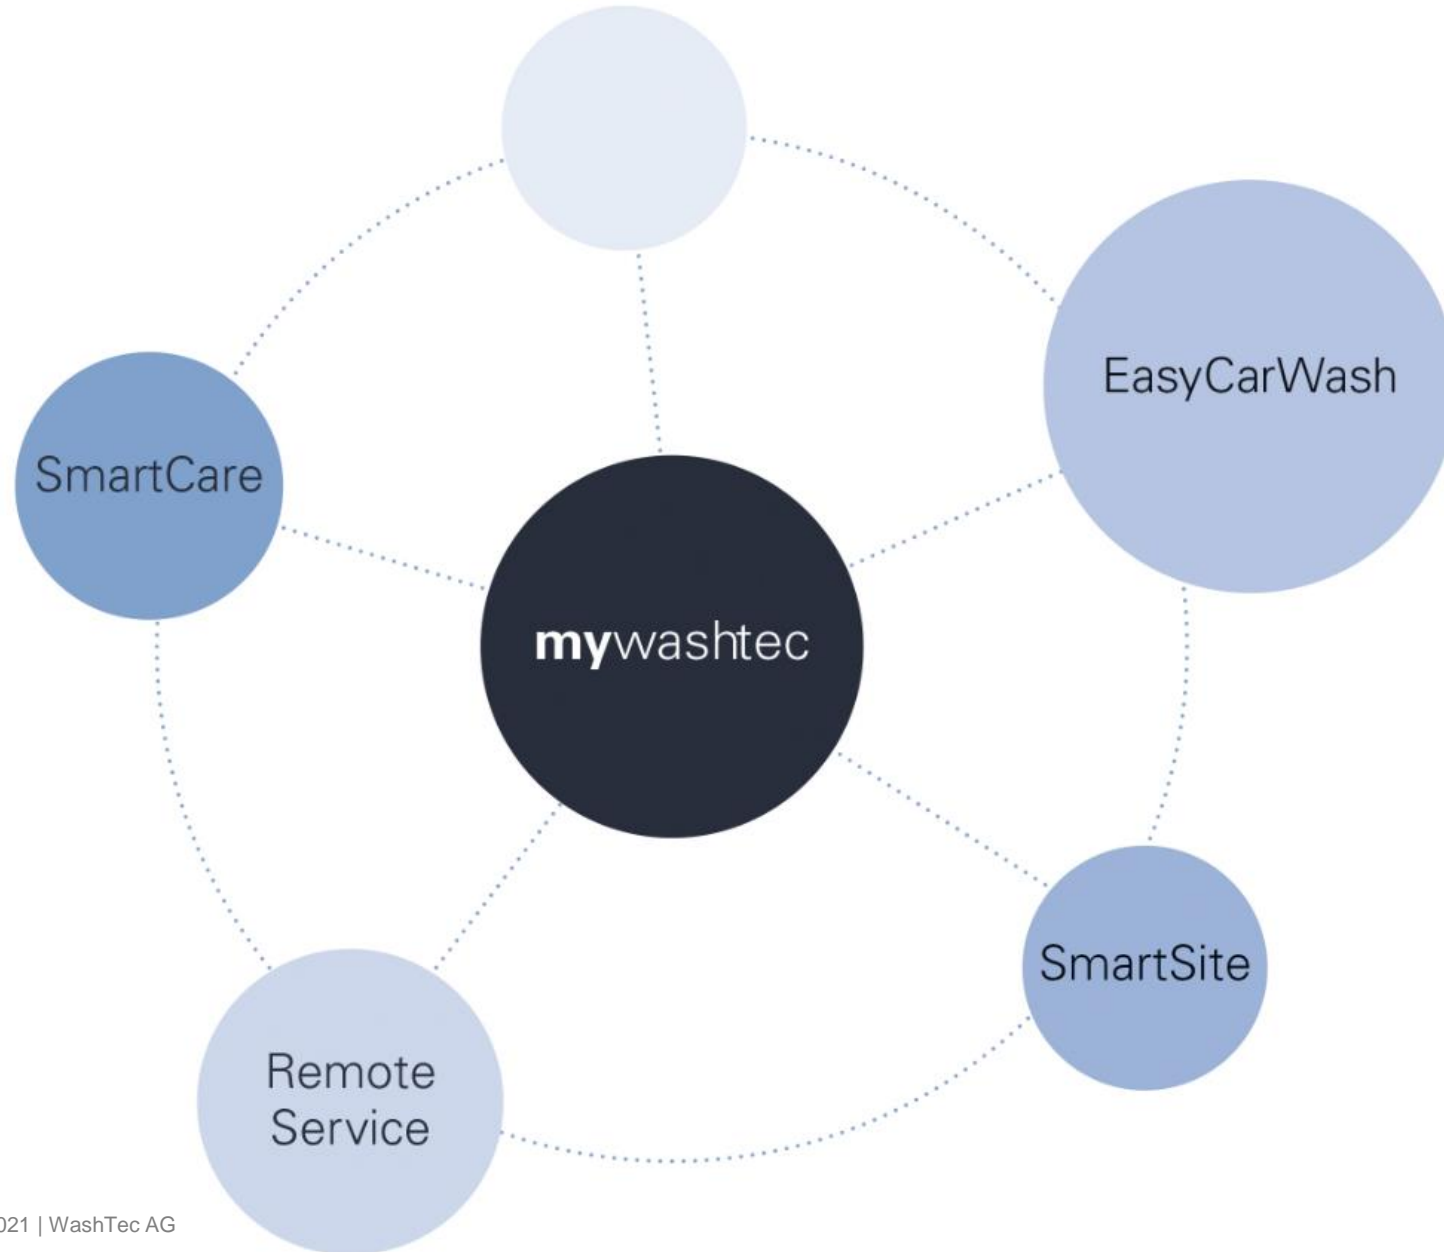 EasyCarWash
SmartCare
mywashtec
SmartSite
Remote
Service
021 | WashTec AG